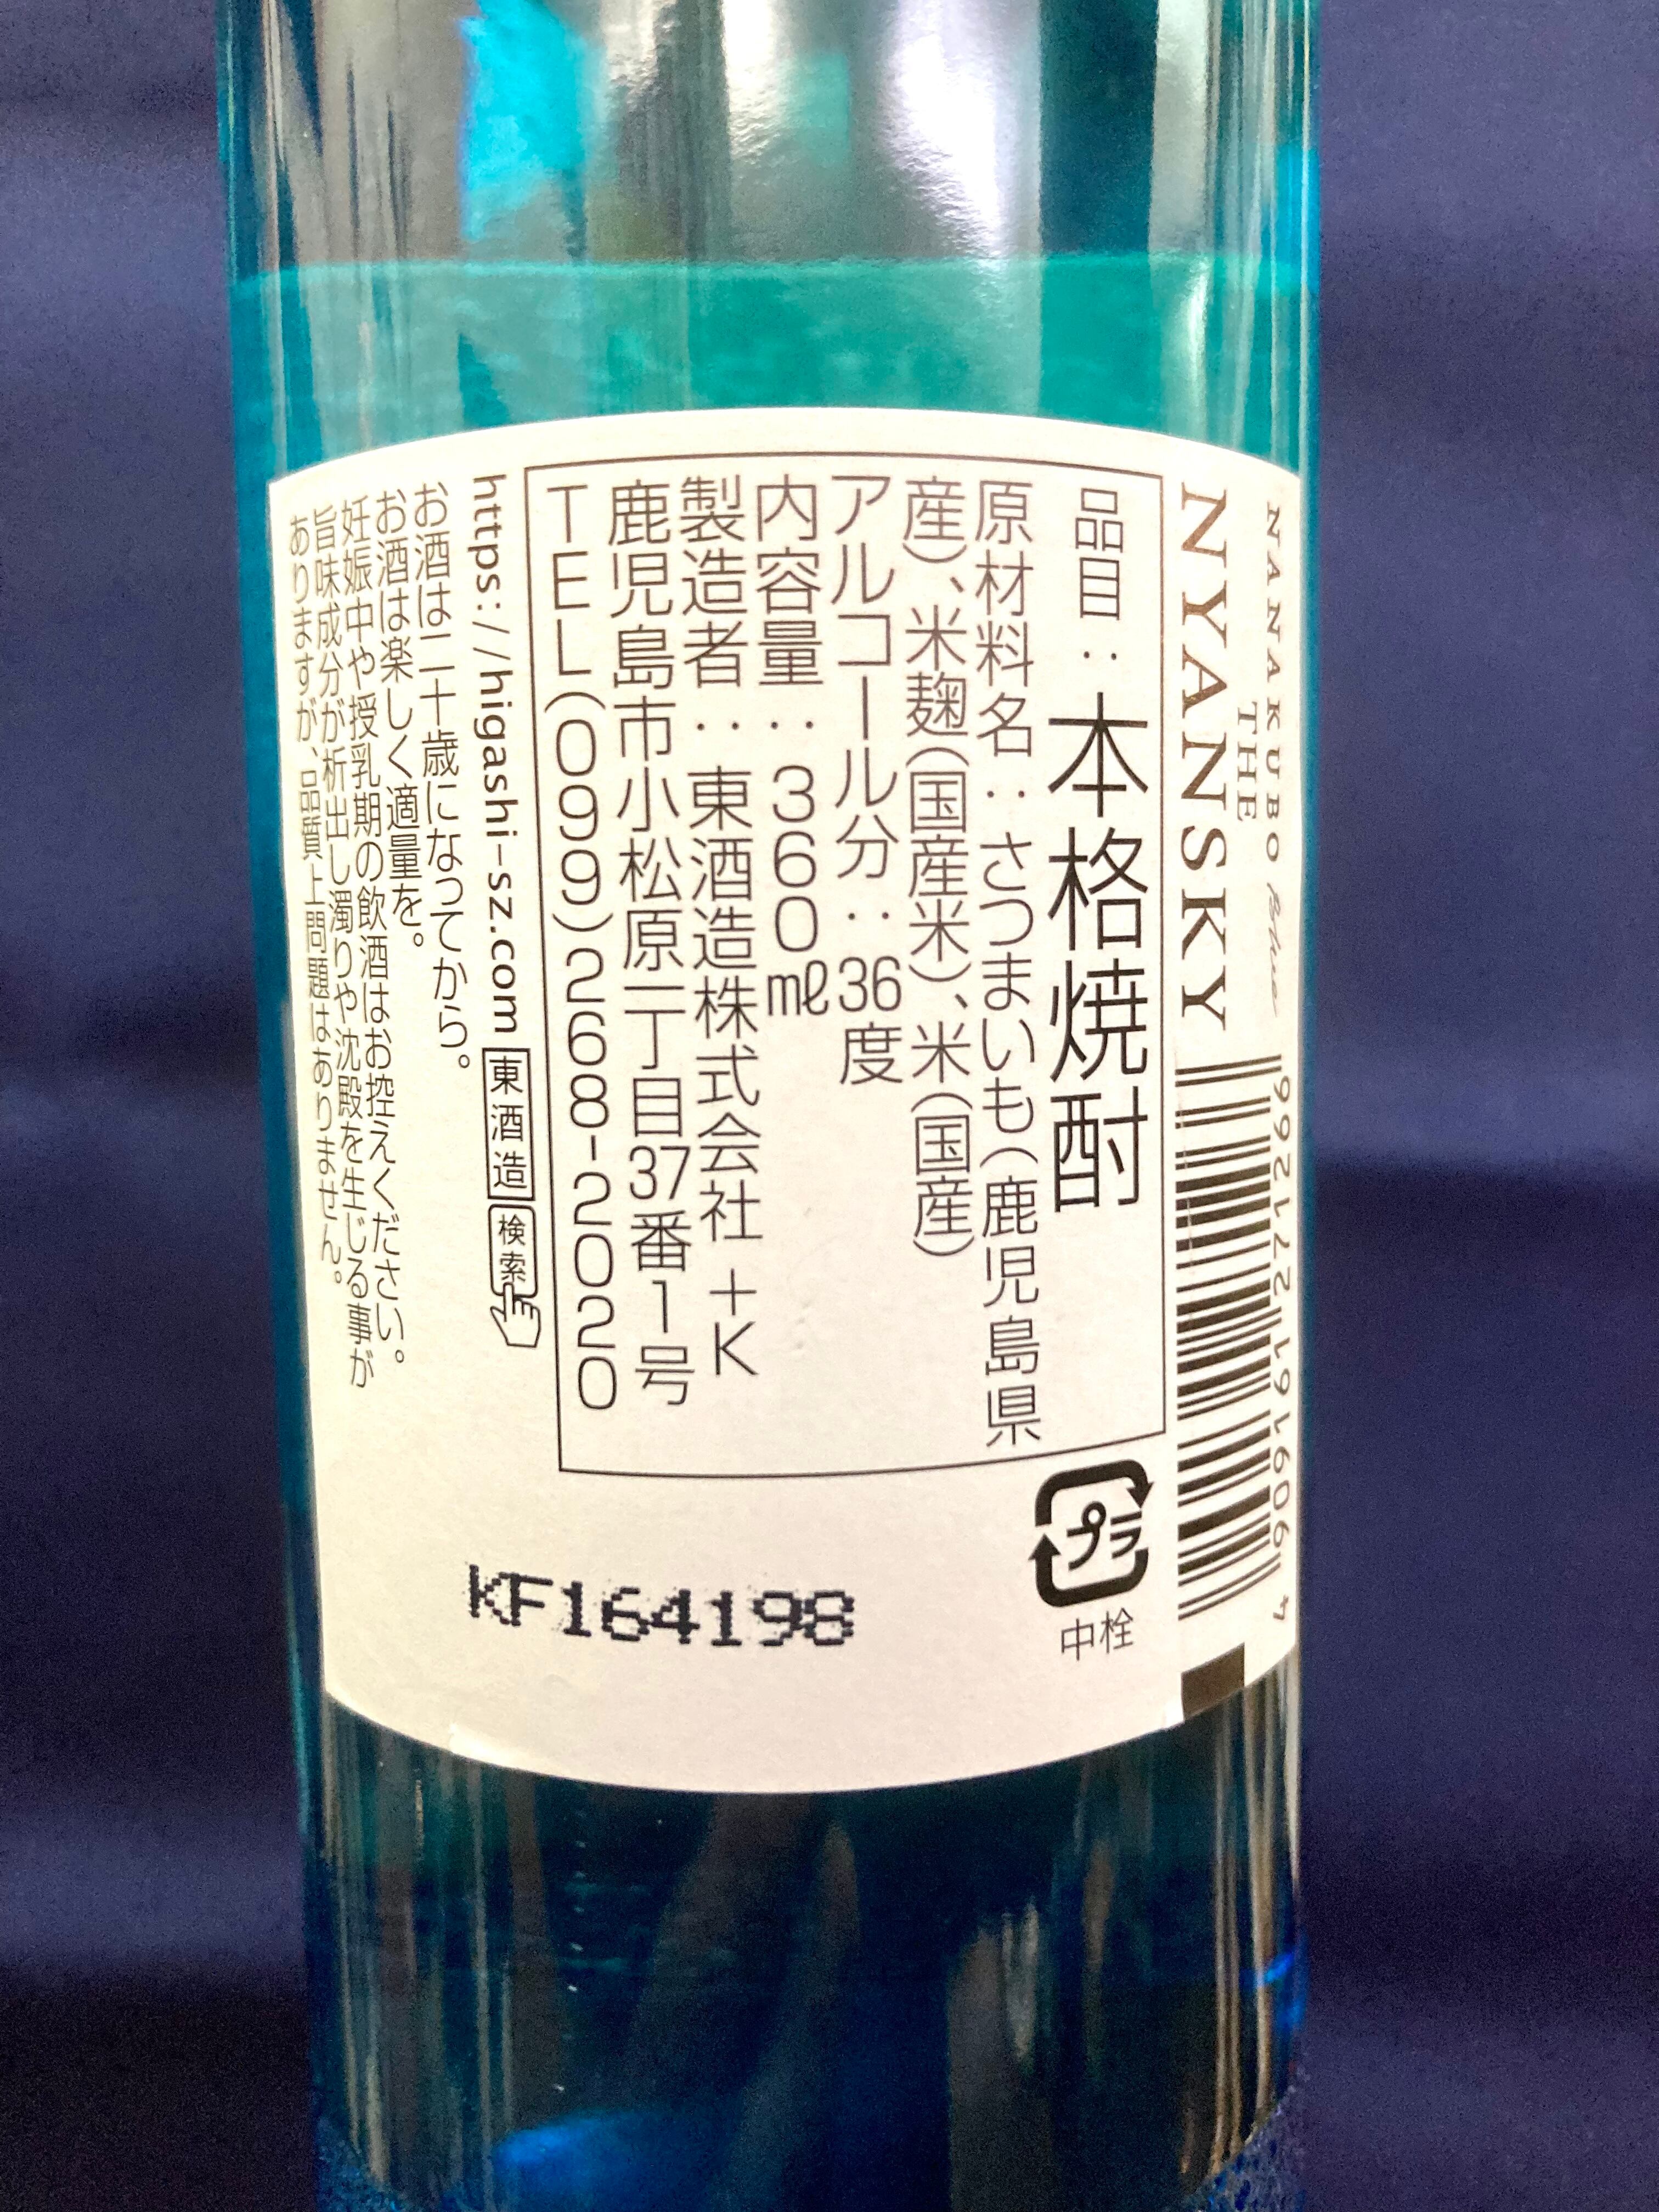 NANAKUBO Blue
THE
NYANSKY
4906191277266
品目：本格焼酎
原材料名：さつまいも（鹿児島県
産）、米麹（国産米）、米（国産）
アルコール分：36度
内容量：360㎖
製造者：東酒造株式会社 +K
鹿児島市小松原一丁目37番1号
TEL(099)268-2020
https://higashi-sz.com 東酒造 検索
お酒は二十歳になってから。
お酒は楽しく適量を。
妊娠中や授乳期の飲酒はお控えください。
旨味成分が析出し濁りや沈殿を生じる事が
ありますが、品質上問題はありません。
プラ
中栓
KF164198